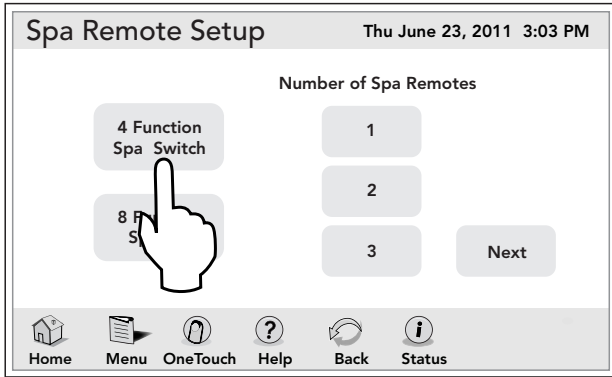 Spa Remote Setup
Thu June 23, 2011 3:03 PM
Number of Spa Remotes
4 Function
Spa Switch
1
2
8
3
Next
Home Menu OneTouch Help Back Status